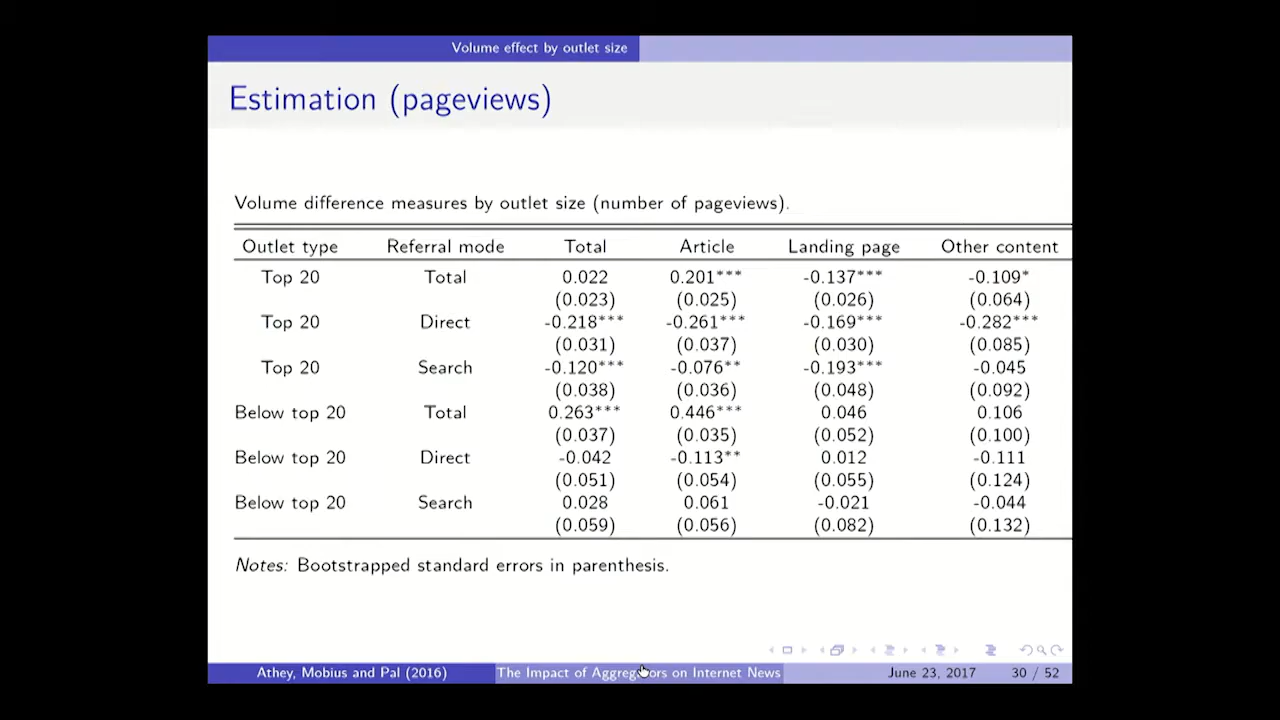 Volume effect by outlet size
Estimation (pageviews)
Volume difference measures by outlet size (number of pageviews).
Outlet type Referral mode Total Article Landing page Other content
Top 20 Total 0.022 0.201*** -0.137*** -0.109*
(0.023) (0.025) (0.026) (0.064)
Top 20 Direct -0.218*** -0.261*** -0.169*** -0.282***
(0.031) (0.037) (0.030) (0.085)
Top 20 Search -0.120*** -0.076** -0.193*** -0.045
(0.038) (0.036) (0.048) (0.092)
Below top 20 Total 0.263*** 0.446*** 0.046 0.106
(0.037) (0.035) (0.052) (0.100)
Below top 20 Direct -0.042 -0.113** 0.012 -0.111
(0.051) (0.054) (0.055) (0.124)
Below top 20 Search 0.028 0.061 -0.021 -0.044
(0.059) (0.056) (0.082) (0.132)
Notes: Bootstrapped standard errors in parenthesis.
Athey, Mobius and Pal (2016) The Impact of Aggregators on Internet News June 23, 2017 30 / 52